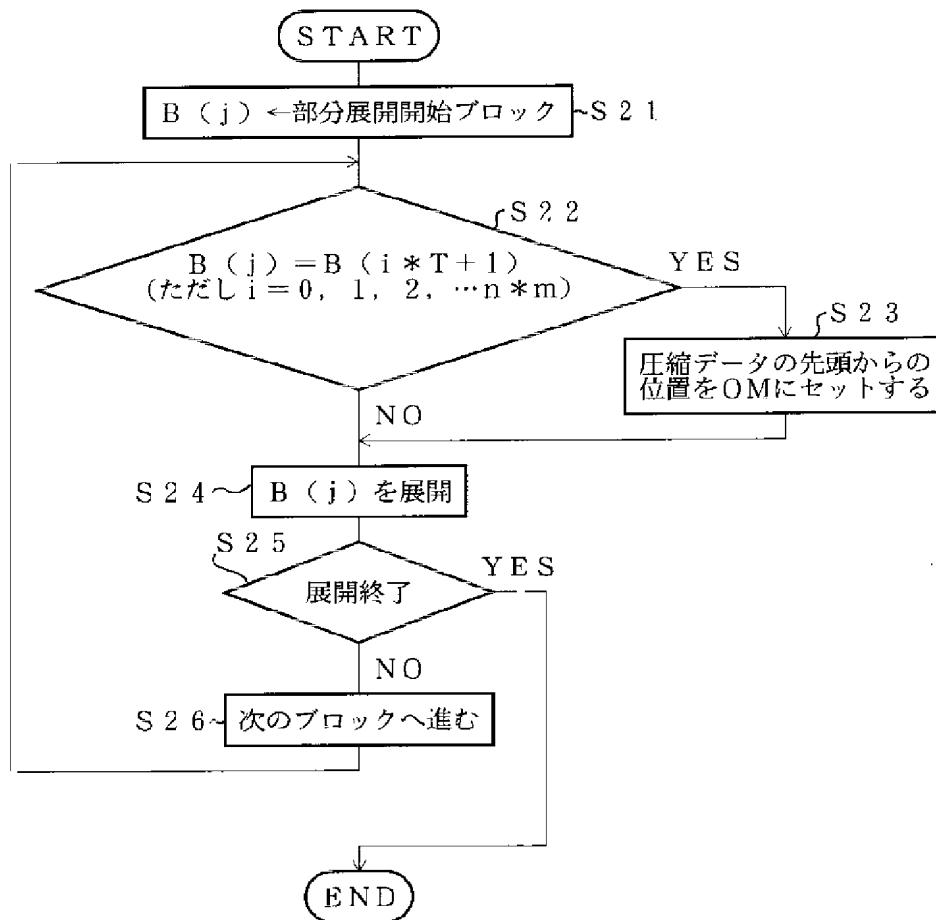 START
B(j)←部分展開開始ブロック
S21
S22
B(j)=B(i*T+1)
(ただしi=0, 1, 2, …n*m)
YES
S23
圧縮データの先頭からの
位置をOMにセットする
NO
S24
B(j)を展開
S25
YES
展開終了
NO
S26
次のブロックへ進む
END